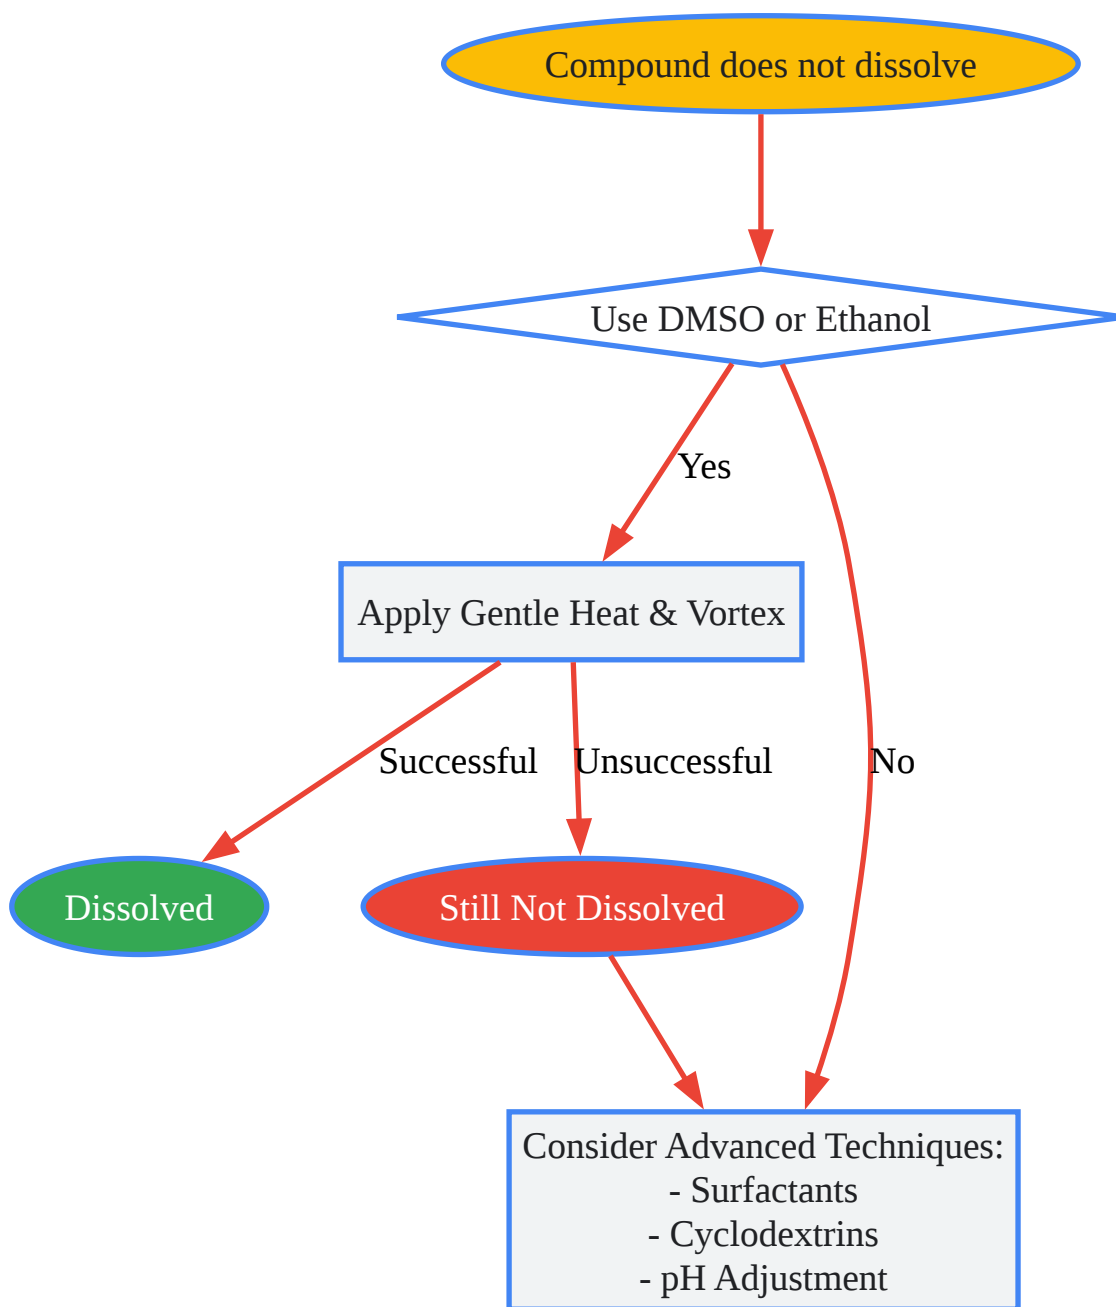 Compound does not dissolve
Use DMSO or Ethanol
Yes
Apply Gentle Heat & Vortex
Successful
Unsuccessful
No
Dissolved
Still Not Dissolved
Consider Advanced Techniques:
- Surfactants
- Cyclodextrins
- pH Adjustment